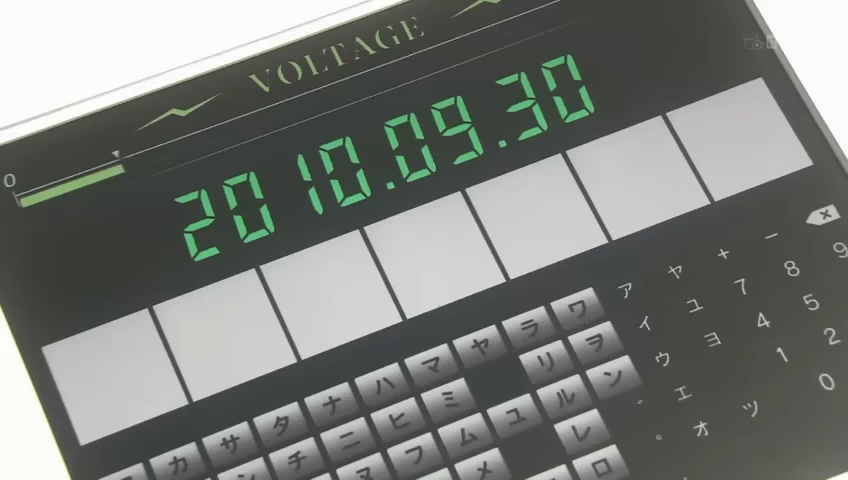 VOLTAGE
0
2010.09.30
ワ ラ ヤ マ ハ ナ タ サ カ
ヲ リ ミ ヒ ニ チ
ン ル ユ ム フ ヌ
レ メ
ロ
ア ヤ + −
イ ユ 7 8 9
ウ ヨ 4 5
エ 1 2
オ ツ 0